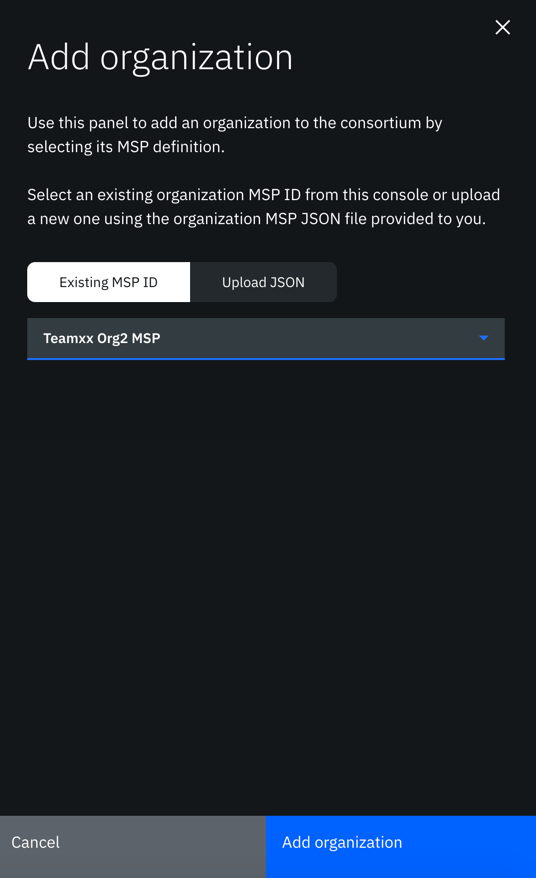 Add organization
Use this panel to add an organization to the consortium by
selecting its MSP definition.
Select an existing organization MSP ID from this console or upload
a new one using the organization MSP JSON file provided to you.
Existing MSP ID
Upload JSON
Teamxx Org2 MSP
Cancel
Add organization